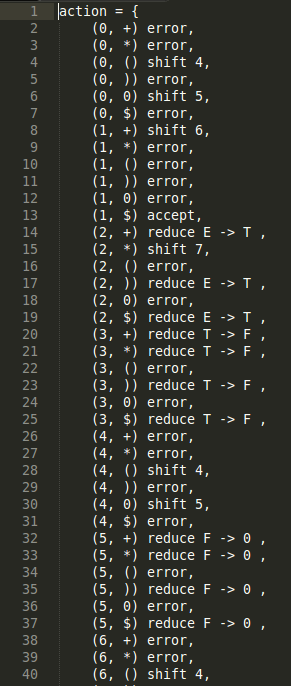 1 action = {
2 (0, +) error,
3 (0, *) error,
4 (0, () shift 4,
5 (0, )) error,
6 (0, 0) shift 5,
7 (0, $) error,
8 (1, +) shift 6,
9 (1, *) error,
10 (1, () error,
11 (1, )) error,
12 (1, 0) error,
13 (1, $) accept,
14 (2, +) reduce E -> T ,
15 (2, *) shift 7,
16 (2, () error,
17 (2, )) reduce E -> T ,
18 (2, 0) error,
19 (2, $) reduce E -> T ,
20 (3, +) reduce T -> F ,
21 (3, *) reduce T -> F ,
22 (3, () error,
23 (3, )) reduce T -> F ,
24 (3, 0) error,
25 (3, $) reduce T -> F ,
26 (4, +) error,
27 (4, *) error,
28 (4, () shift 4,
29 (4, )) error,
30 (4, 0) shift 5,
31 (4, $) error,
32 (5, +) reduce F -> 0 ,
33 (5, *) reduce F -> 0 ,
34 (5, () error,
35 (5, )) reduce F -> 0 ,
36 (5, 0) error,
37 (5, $) reduce F -> 0 ,
38 (6, +) error,
39 (6, *) error,
40 (6, () shift 4,